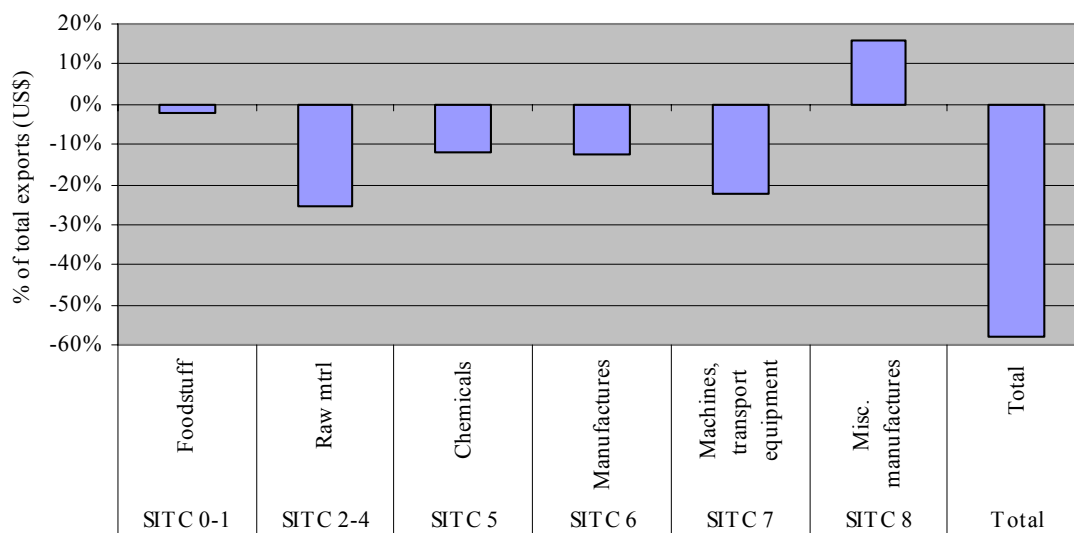 % of total exports (US$)
20%
10%
0%
-10%
-20%
-30%
-40%
-50%
-60%
Foodstuff
Raw mtrl
Chemicals
Manufactures
Machines,
transport
equipment
Misc.
manufactures
Total
SITC 0-1
SITC 2-4
SITC 5
SITC 6
SITC 7
SITC 8
Total